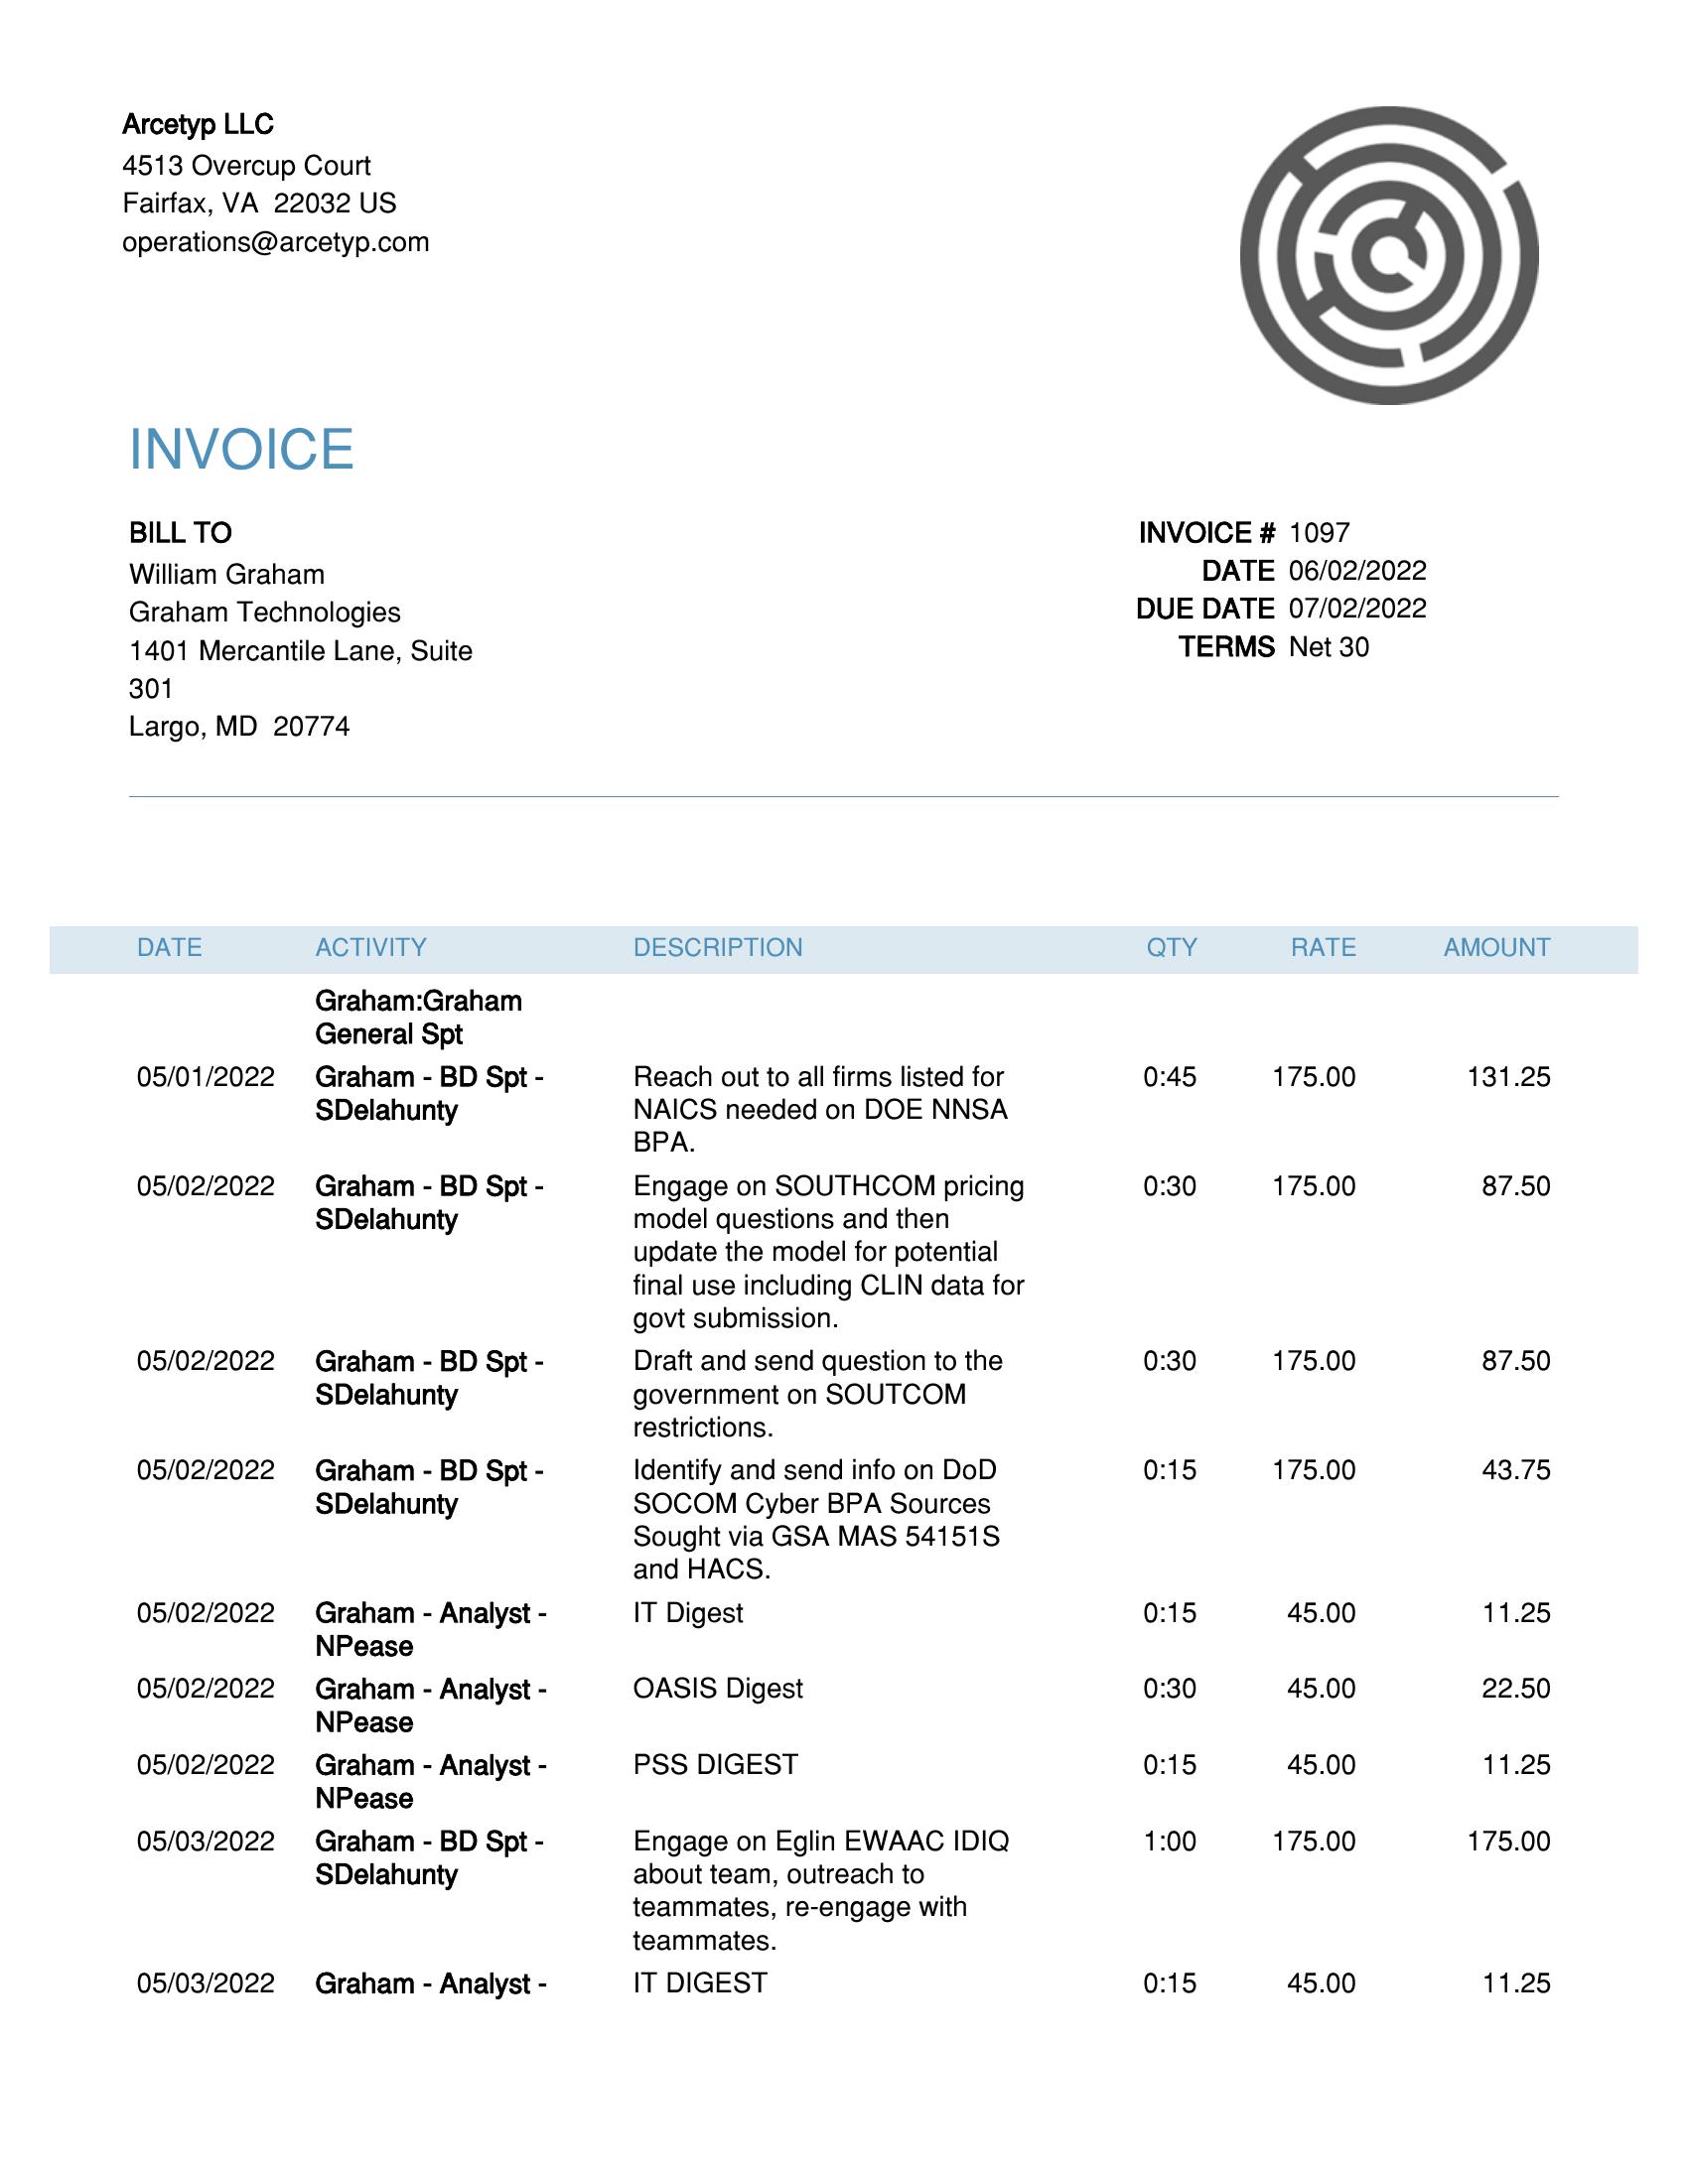 Arcetyp LLC
4513 Overcup Court
Fairfax, VA  22032 US
operations@arcetyp.com
INVOICE
BILL TO
William Graham
Graham Technologies
1401 Mercantile Lane, Suite
301
Largo, MD  20774
INVOICE # 1097
DATE 06/02/2022
DUE DATE 07/02/2022
TERMS Net 30
DATE ACTIVITY DESCRIPTION QTY RATE AMOUNT
Graham:Graham
General Spt
05/01/2022 Graham - BD Spt - Reach out to all firms listed for 0:45 175.00 131.25
SDelahunty NAICS needed on DOE NNSA
BPA.
05/02/2022 Graham - BD Spt - Engage on SOUTHCOM pricing 0:30 175.00 87.50
SDelahunty model questions and then
update the model for potential
final use including CLIN data for
govt submission.
05/02/2022 Graham - BD Spt - Draft and send question to the 0:30 175.00 87.50
SDelahunty government on SOUTCOM
restrictions.
05/02/2022 Graham - BD Spt - Identify and send info on DoD 0:15 175.00 43.75
SDelahunty SOCOM Cyber BPA Sources
Sought via GSA MAS 54151S
and HACS.
05/02/2022 Graham - Analyst - IT Digest 0:15 45.00 11.25
NPease
05/02/2022 Graham - Analyst - OASIS Digest 0:30 45.00 22.50
NPease
05/02/2022 Graham - Analyst - PSS DIGEST 0:15 45.00 11.25
NPease
05/03/2022 Graham - BD Spt - Engage on Eglin EWAAC IDIQ 1:00 175.00 175.00
SDelahunty about team, outreach to
teammates, re-engage with
teammates.
05/03/2022 Graham - Analyst - IT DIGEST 0:15 45.00 11.25